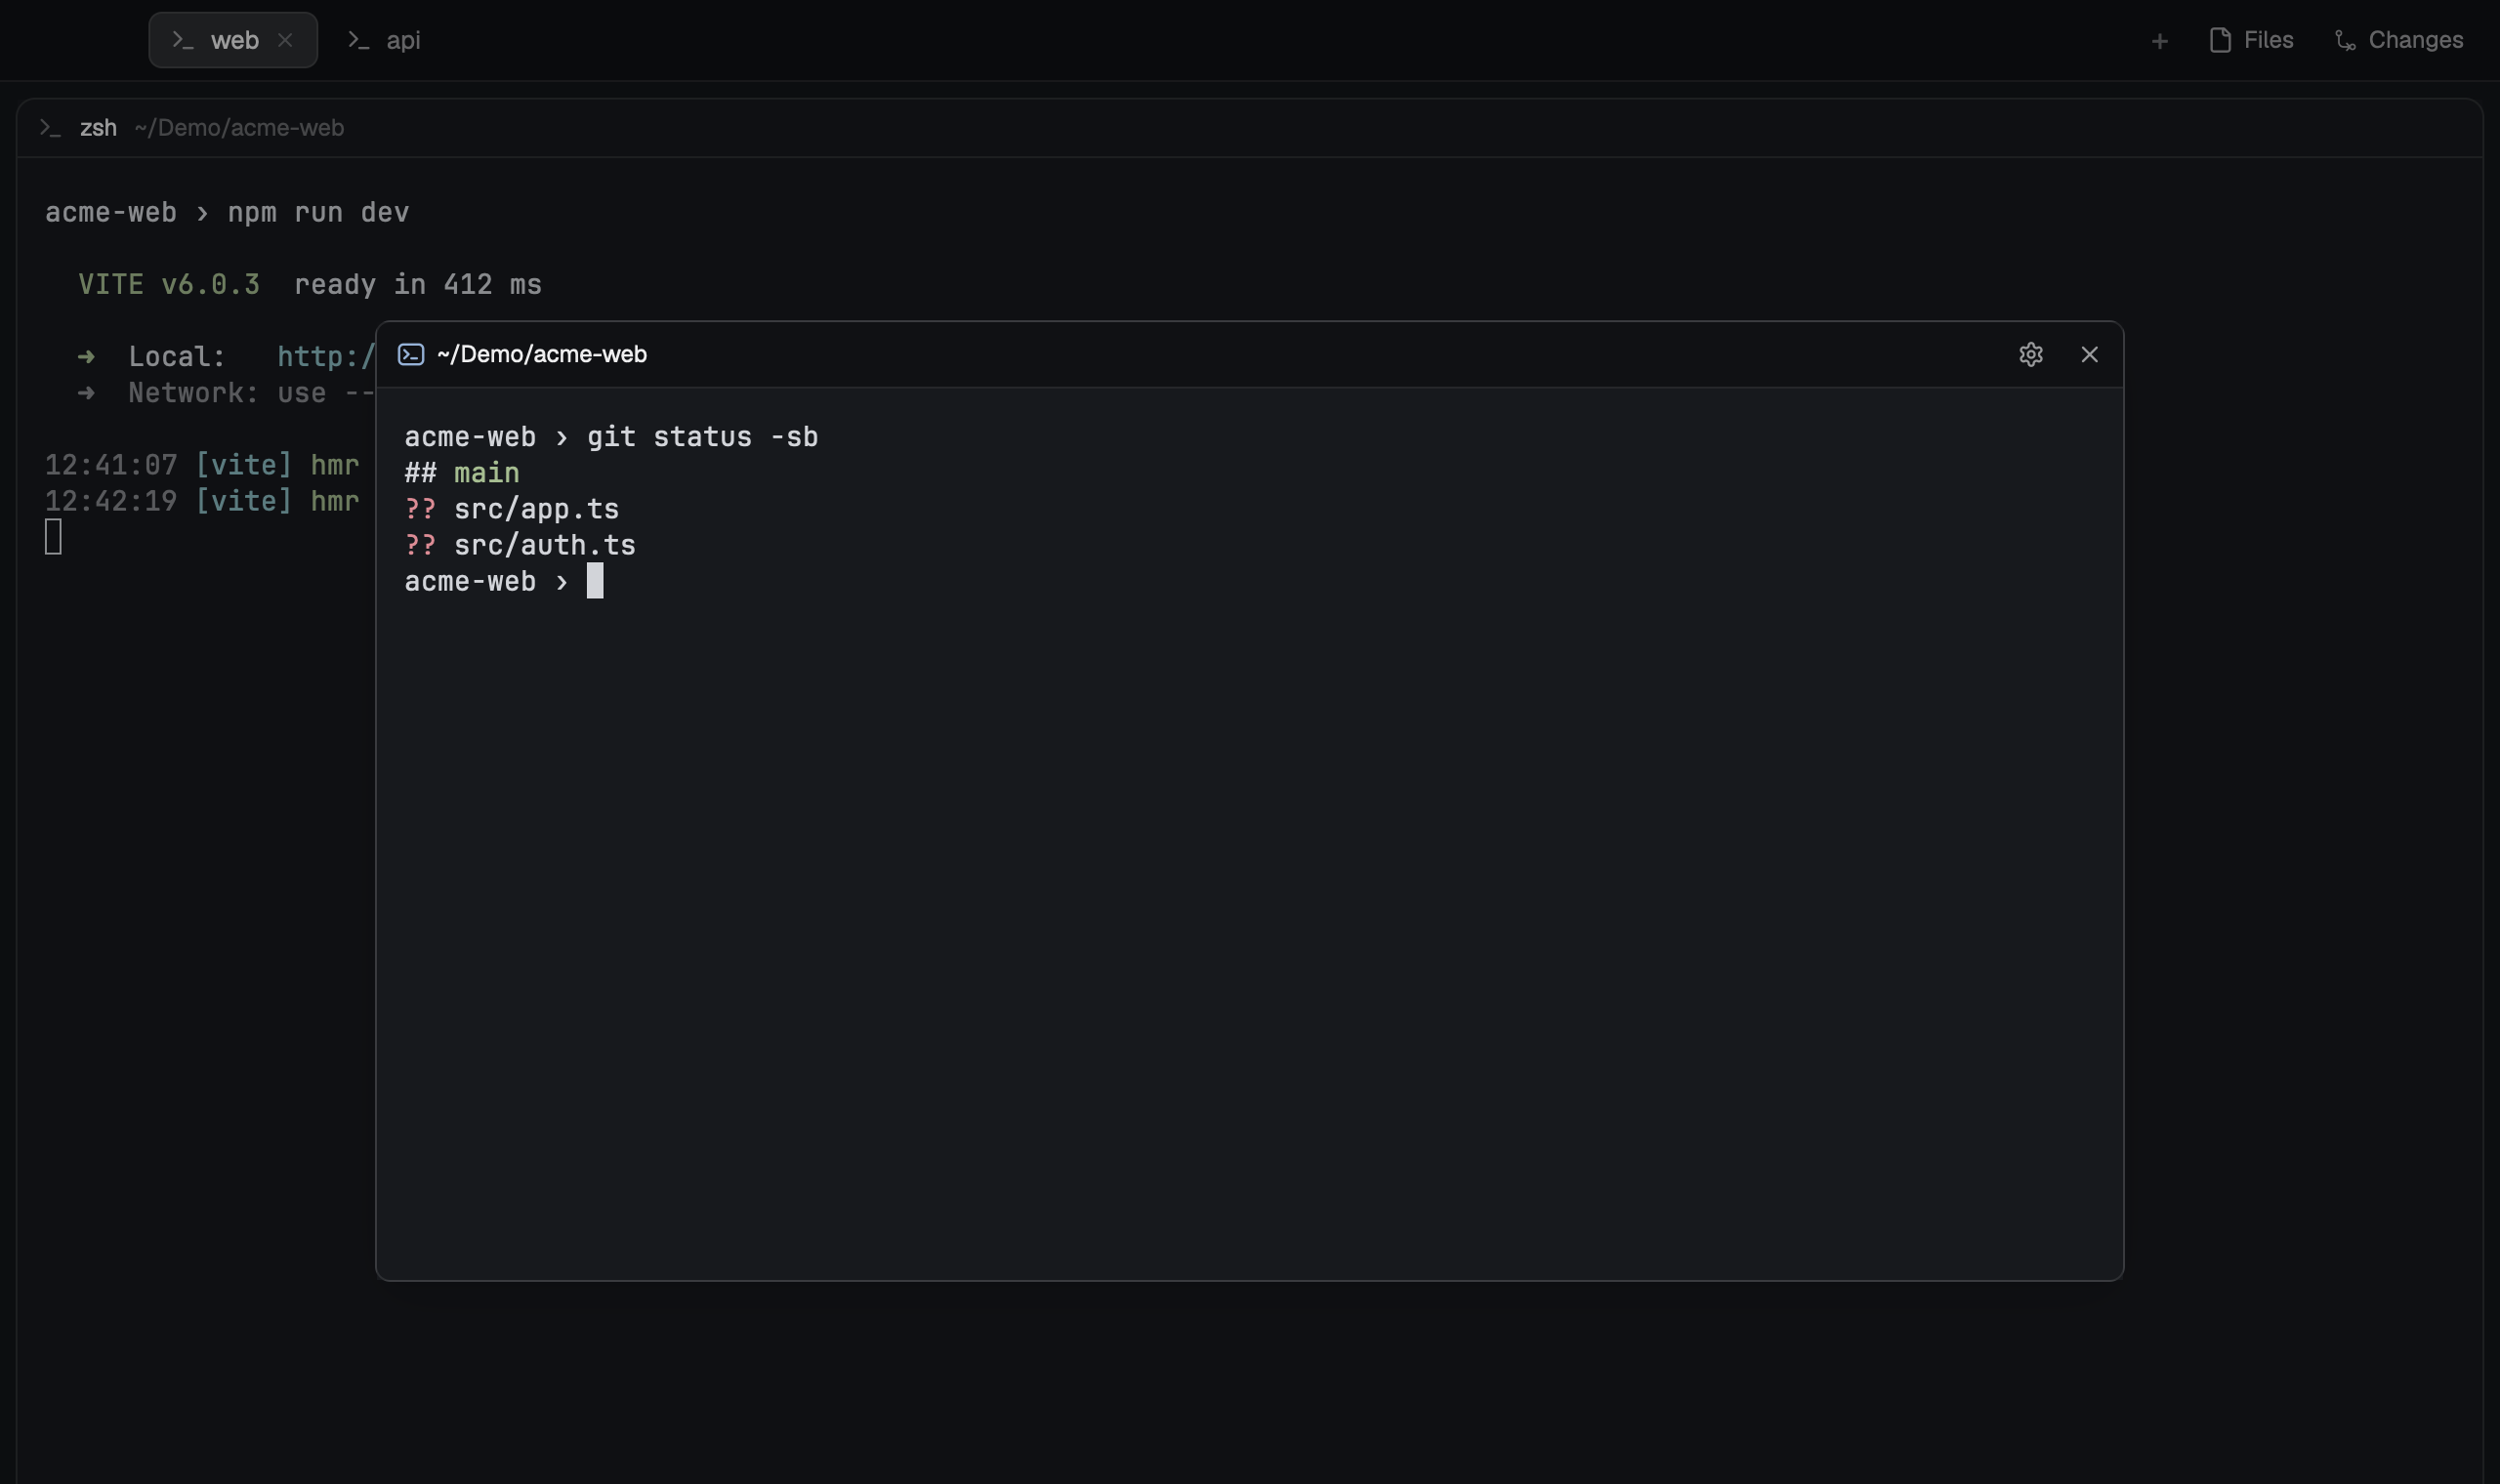 web
api
Files
Changes
zsh ~/Demo/acme-web
acme-web › npm run dev
VITE v6.0.3 ready in 412 ms
➜ Local: http:/
➜ Network: use --
12:41:07 [vite] hmr
12:42:19 [vite] hmr
~/Demo/acme-web
acme-web › git status -sb
## main
?? src/app.ts
?? src/auth.ts
acme-web ›